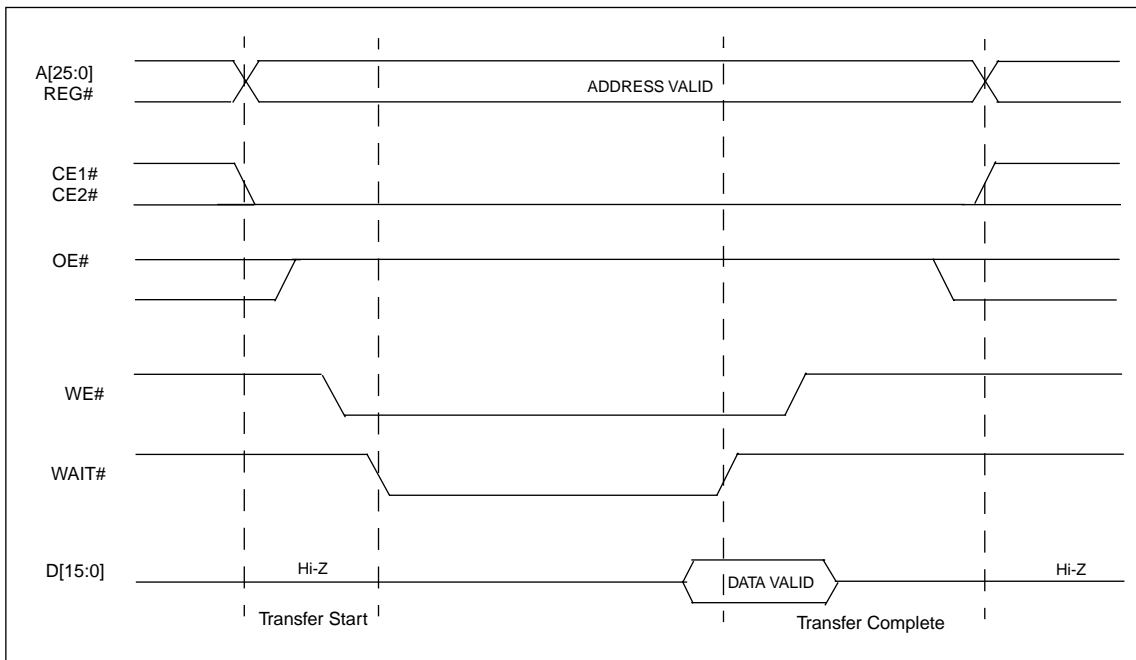 A[25:0]
REG#
ADDRESS VALID
CE1#
CE2#
OE#
WE#
WAIT#
D[15:0]
Hi-Z
DATA VALID
Hi-Z
Transfer Start
Transfer Complete